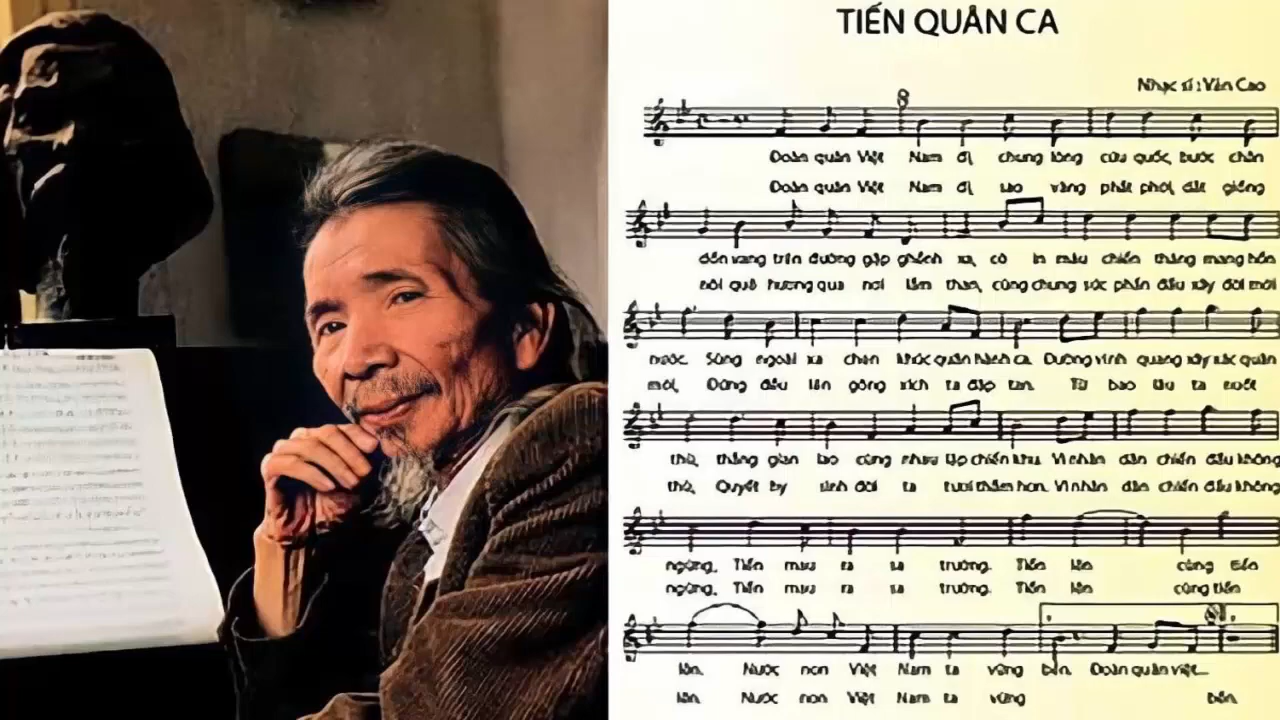 TIẾN QUÂN CA
Nhạc sĩ : Văn Cao
Đoàn quân Việt Nam đi, chung lòng cứu quốc, bước chân
Đoàn quân Việt Nam đi, sao vàng phất phới, dắt giống
dồn vang trên đường gập ghềnh xa, cờ in máu chiến thắng mang hồn
nòi quê hương qua nơi lầm than, cùng chung sức phấn đấu xây đời mới
nước. Súng ngoài xa chen khúc quân hành ca. Đường vinh quang xây xác quân
mới, Đứng đều lên gông xích ta đập tan. Từ bao lâu ta nuốt
thù, thắng gian lao cùng nhau lập chiến khu. Vì nhân dân chiến đấu không
thù, Quyết hy sinh đời ta tươi thắm hơn. Vì nhân dân chiến đấu không
ngừng, Tiến mau ra sa trường. Tiến lên cùng tiến
ngừng, Tiến mau ra sa trường. Tiến lên cùng tiến
lên. Nước non Việt Nam ta vững bền. Đoàn quân việt...
lên. Nước non Việt Nam ta vững bền.